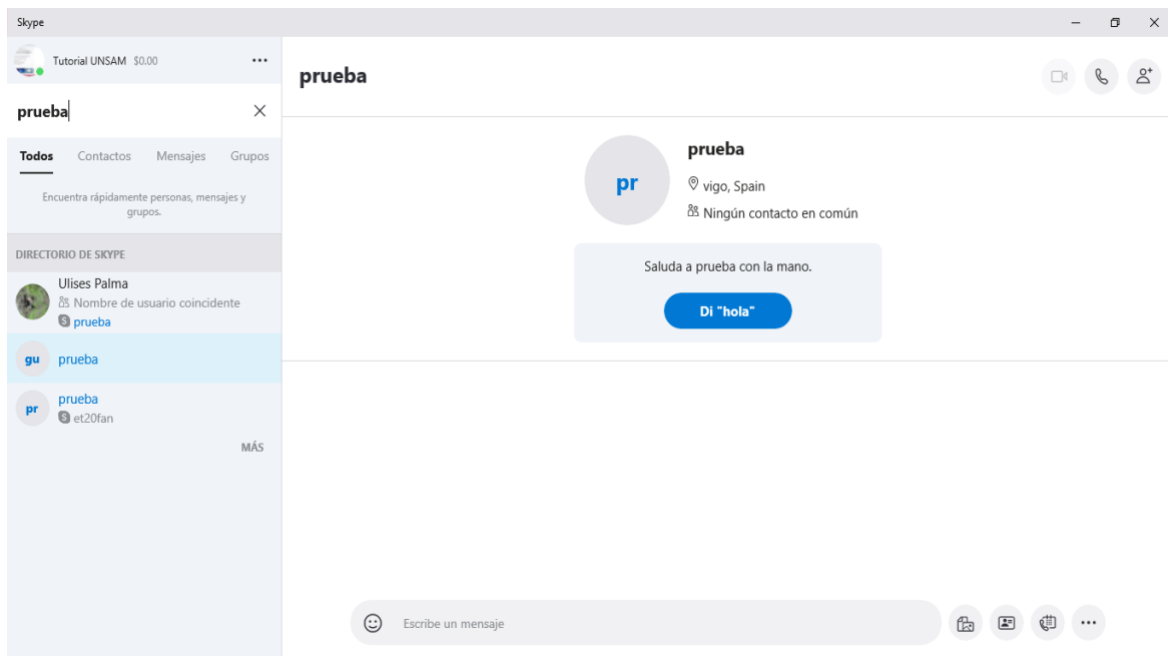 Skype
Tutorial UNSAM $0.00
prueba
Todos Contactos Mensajes Grupos
Encuentra rápidamente personas, mensajes y
grupos.
DIRECTORIO DE SKYPE
Ulises Palma
Nombre de usuario coincidente
prueba
gu prueba
pr prueba
et20fan
MÁS
prueba
pr
prueba
vigo, Spain
Ningún contacto en común
Saluda a prueba con la mano.
Di "hola"
Escribe un mensaje